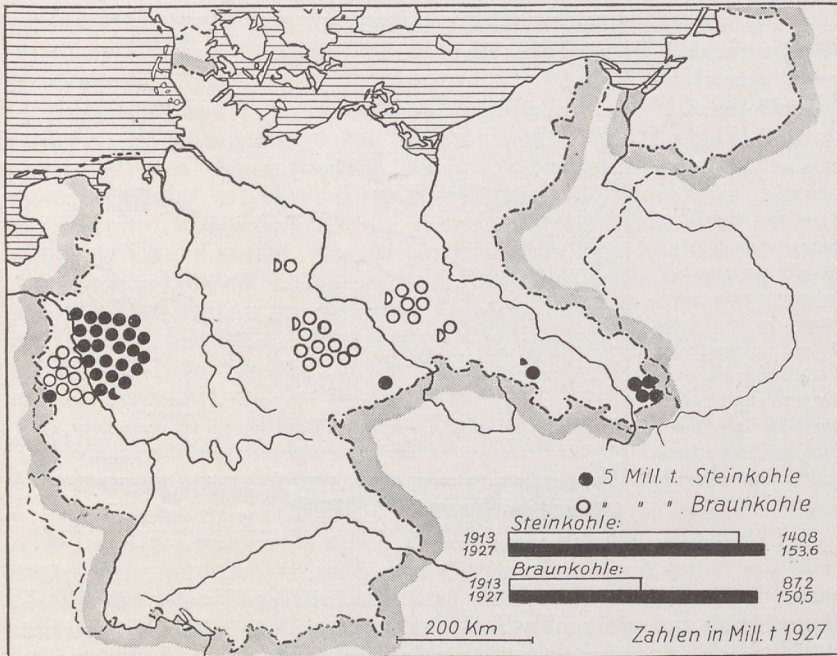 5 Mill. t. Steinkohle
" " " Braunkohle
Steinkohle:
1913 140,8
1927 153,6
Braunkohle:
1913 87,2
1927 150,5
200 Km
Zahlen in Mill. t 1927